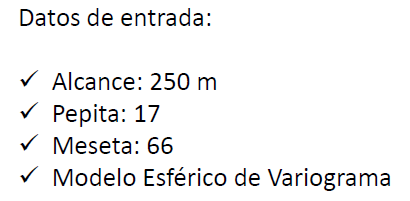 Datos de entrada:
✓ Alcance: 250 m
✓ Pepita: 17
✓ Meseta: 66
✓ Modelo Esférico de Variograma